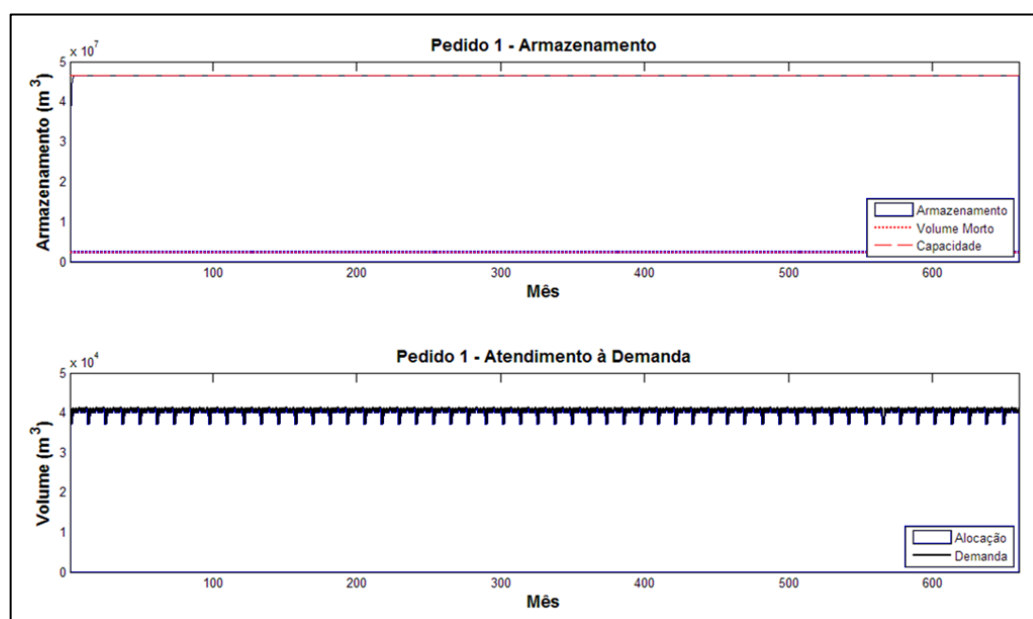 Pedido 1 - Armazenamento
x 10^7
5
4
3
2
1
0
Armazenamento (m^3)
Armazenamento
Volume Morto
Capacidade
100 200 300 400 500 600
Mês
Pedido 1 - Atendimento à Demanda
x 10^4
5
4
3
2
1
0
Volume (m^3)
Alocação
Demanda
100 200 300 400 500 600
Mês